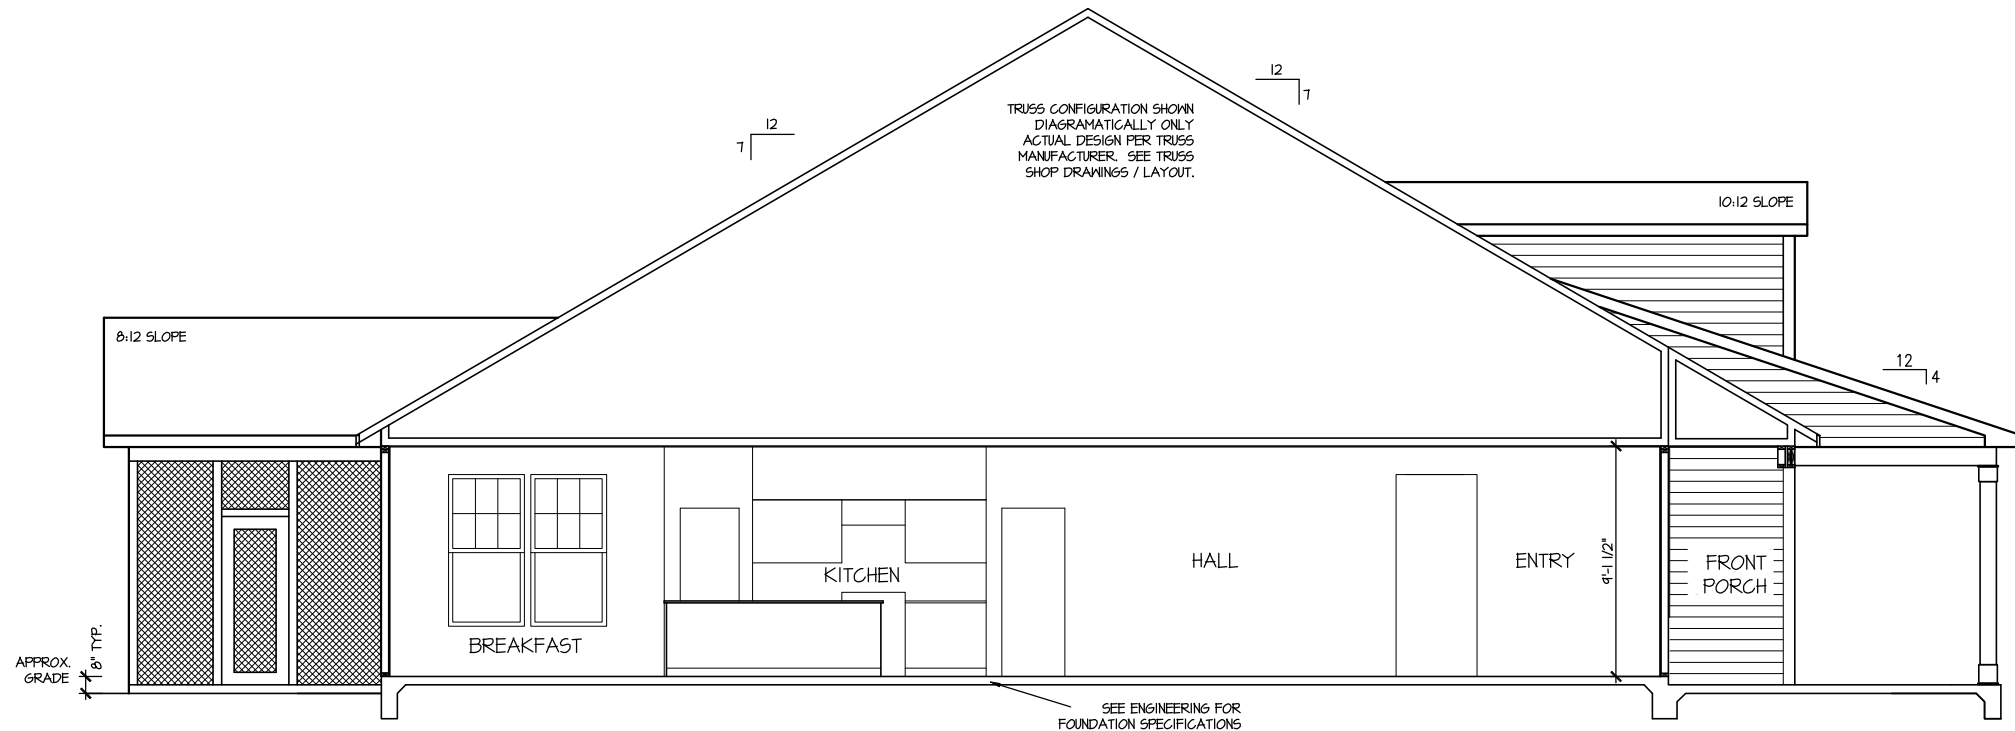 12
7
TRUSS CONFIGURATION SHOWN
DIAGRAMATICALLY ONLY
ACTUAL DESIGN PER TRUSS
MANUFACTURER. SEE TRUSS
SHOP DRAWINGS / LAYOUT.
12
7
10:12 SLOPE
8:12 SLOPE
12
4
KITCHEN
HALL
ENTRY
9'-1 1/2"
FRONT
PORCH
BREAKFAST
8" TYP.
APPROX.
GRADE
SEE ENGINEERING FOR
FOUNDATION SPECIFICATIONS